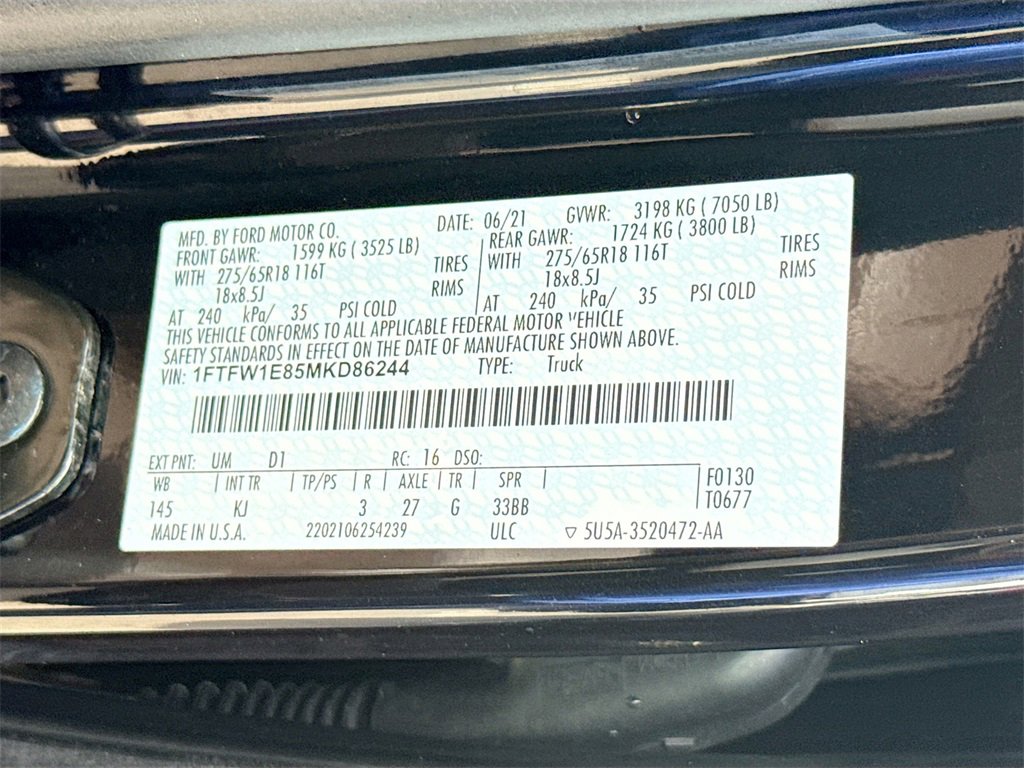 MFD. BY FORD MOTOR CO. DATE: 06/21 GVWR: 3198 KG ( 7050 LB)
FRONT GAWR: 1599 KG ( 3525 LB) REAR GAWR: 1724 KG ( 3800 LB)
WITH 275/65R18 116T TIRES WITH 275/65R18 116T TIRES
18x8.5J RIMS 18x8.5J RIMS
AT 240 kPa/ 35 PSI COLD AT 240 kPa/ 35 PSI COLD
THIS VEHICLE CONFORMS TO ALL APPLICABLE FEDERAL MOTOR VEHICLE
SAFETY STANDARDS IN EFFECT ON THE DATE OF MANUFACTURE SHOWN ABOVE.
VIN: 1FTFW1E85MKD86244 TYPE: Truck
EXT PNT: UM D1 RC: 16 DSO:
WB INT TR TP/PS R AXLE TR SPR F0130
145 KJ 3 27 G 33BB T0677
MADE IN U.S.A. 2202106254239 ULC ▽ 5U5A-3520472-AA